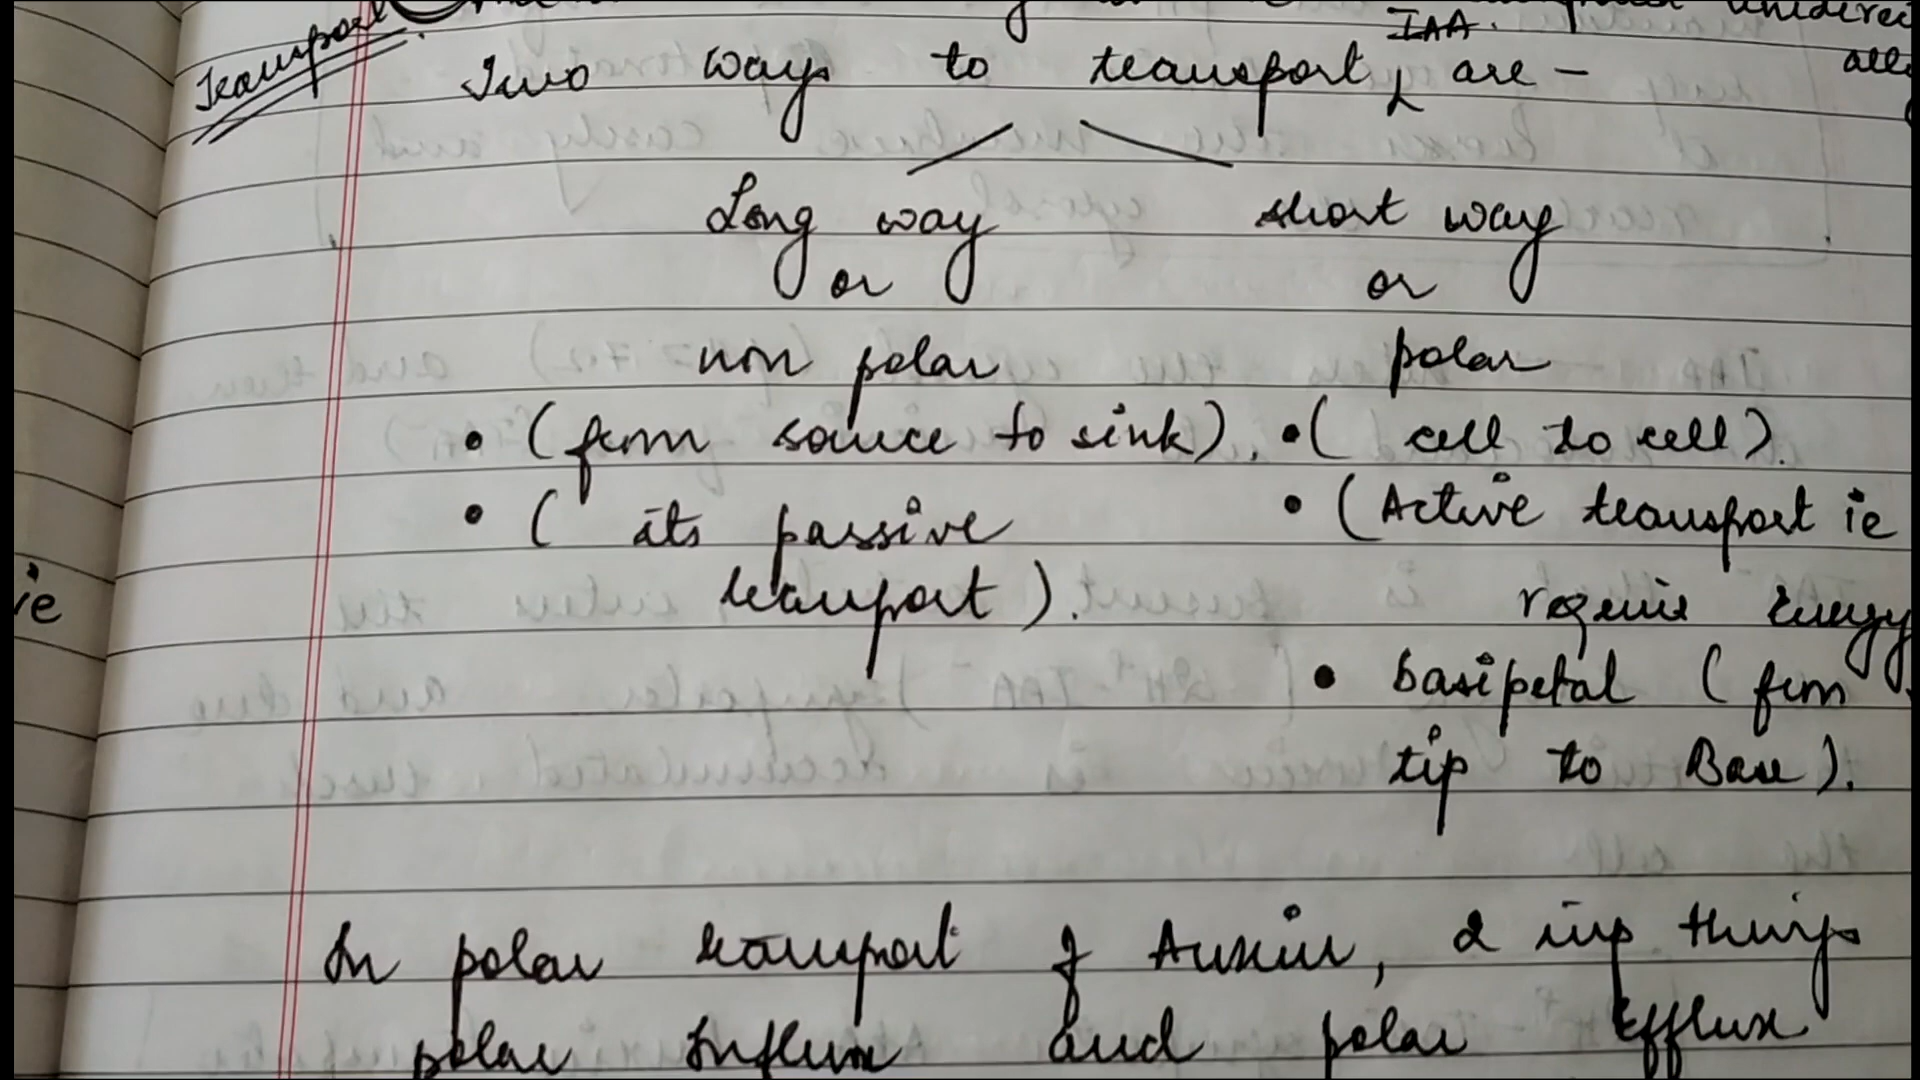 Transport.
unidirec
IAA.
Two ways to transport are -
Long way short way
or or
non polar polar
• (from source to sink). • (cell to cell).
• (its passive • (Active transport ie
transport). require Energy
ie
• basipetal (from
tip to Base).
In polar transport of Auxin, 2 imp things
polar Influx and polar Efflux